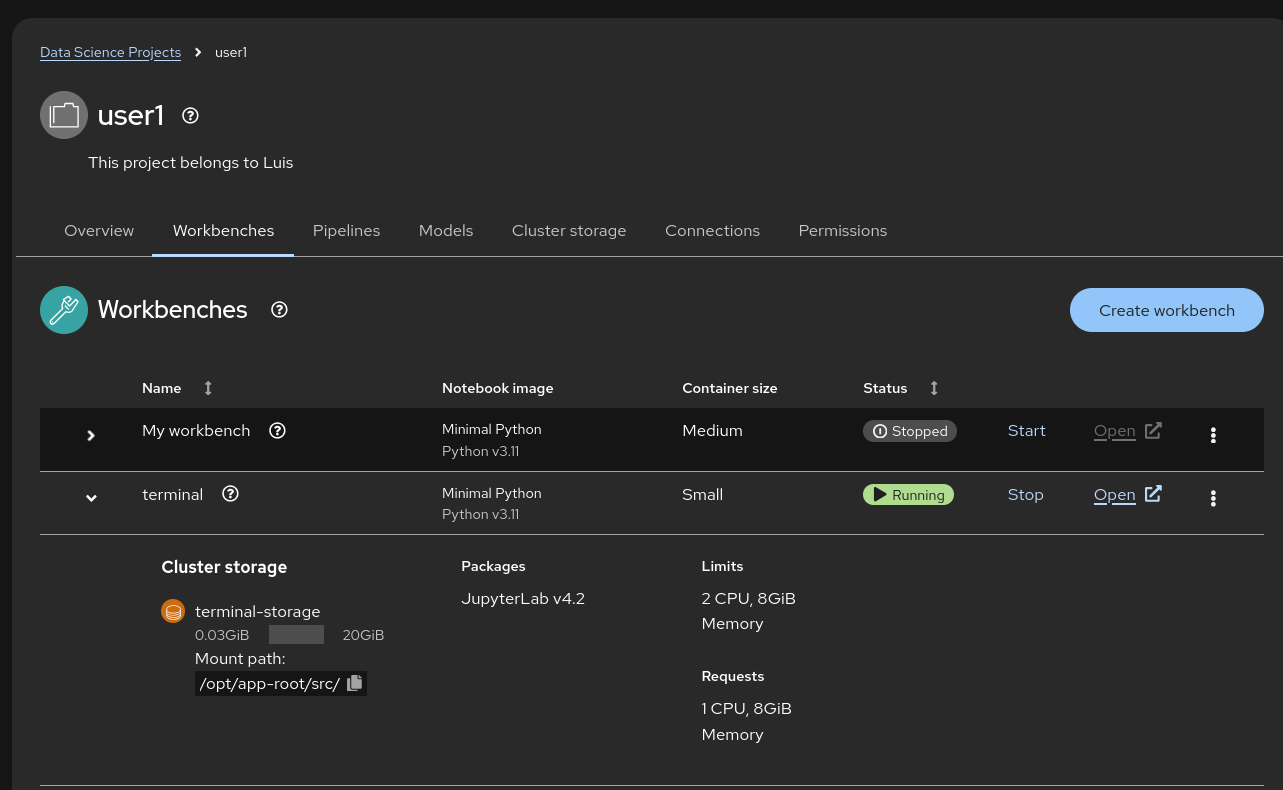 Data Science Projects > user1
user1
This project belongs to Luis
Overview Workbenches Pipelines Models Cluster storage Connections Permissions
Workbenches
Create workbench
Name Notebook image Container size Status
My workbench Minimal Python Medium Stopped Start Open
Python v3.11
terminal Minimal Python Small Running Stop Open
Python v3.11
Cluster storage Packages Limits
terminal-storage JupyterLab v4.2 2 CPU, 8GiB
0.03GiB 20GiB Memory
Mount path:
/opt/app-root/src/ Requests
1 CPU, 8GiB
Memory